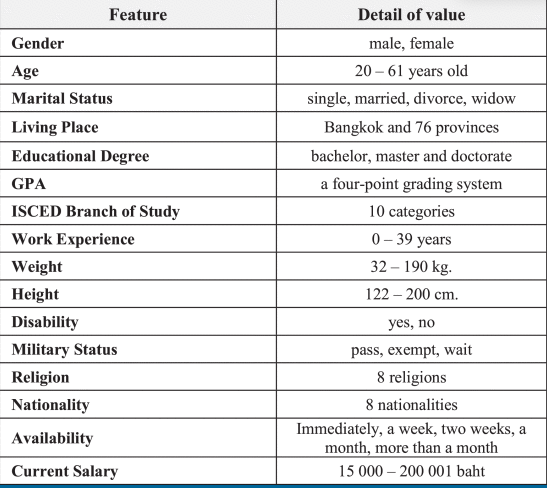 Feature Detail of value
Gender male, female
Age 20 – 61 years old
Marital Status single, married, divorce, widow
Living Place Bangkok and 76 provinces
Educational Degree bachelor, master and doctorate
GPA a four-point grading system
ISCED Branch of Study 10 categories
Work Experience 0 – 39 years
Weight 32 – 190 kg.
Height 122 – 200 cm.
Disability yes, no
Military Status pass, exempt, wait
Religion 8 religions
Nationality 8 nationalities
Availability Immediately, a week, two weeks, a
month, more than a month
Current Salary 15 000 – 200 001 baht